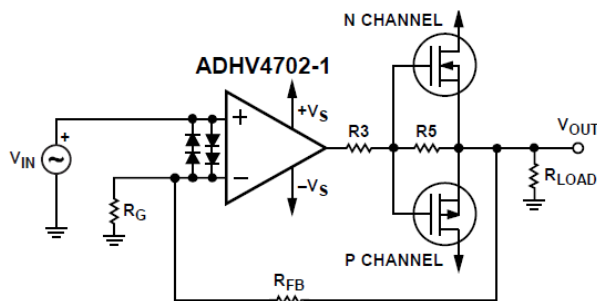 N CHANNEL
ADHV4702-1
+VS
R3
R5
VOUT
+
+
VIN
−
−VS
RLOAD
RG
P CHANNEL
RFB